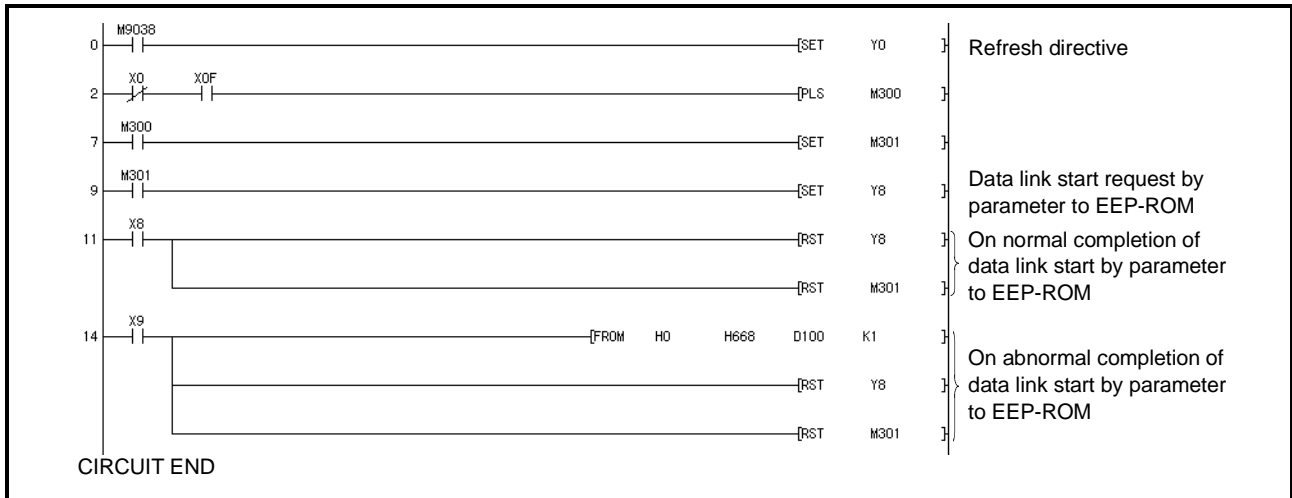 M9038
0 [SET Y0 ] Refresh directive
X0 X0F
2 [PLS M300 ]
M300
7 [SET M301 ]
M301
9 [SET Y8 ] Data link start request by
parameter to EEP-ROM
X8
11 [RST Y8 ] On normal completion of
data link start by parameter
[RST M301 ] to EEP-ROM
X9
14 [FROM H0 H668 D100 K1 ]
On abnormal completion of
[RST Y8 ] data link start by parameter
to EEP-ROM
[RST M301 ]
CIRCUIT END